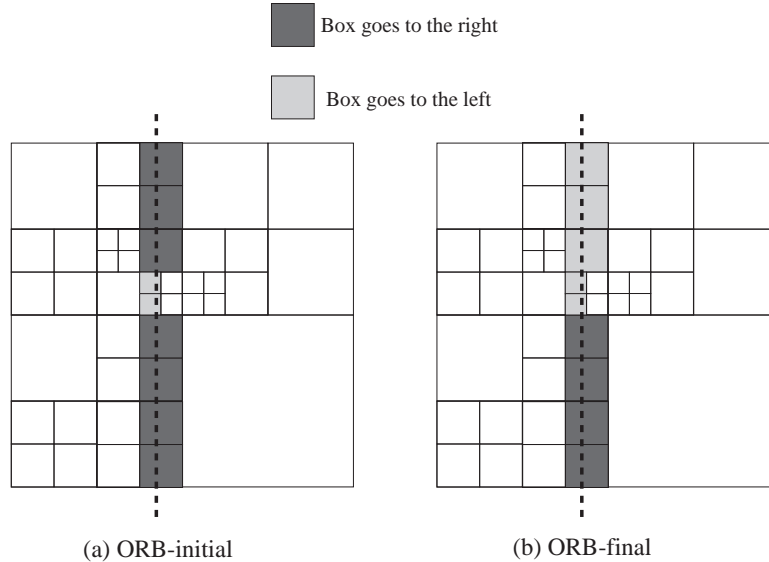 Box goes to the right
Box goes to the left
(a) ORB-initial
(b) ORB-final